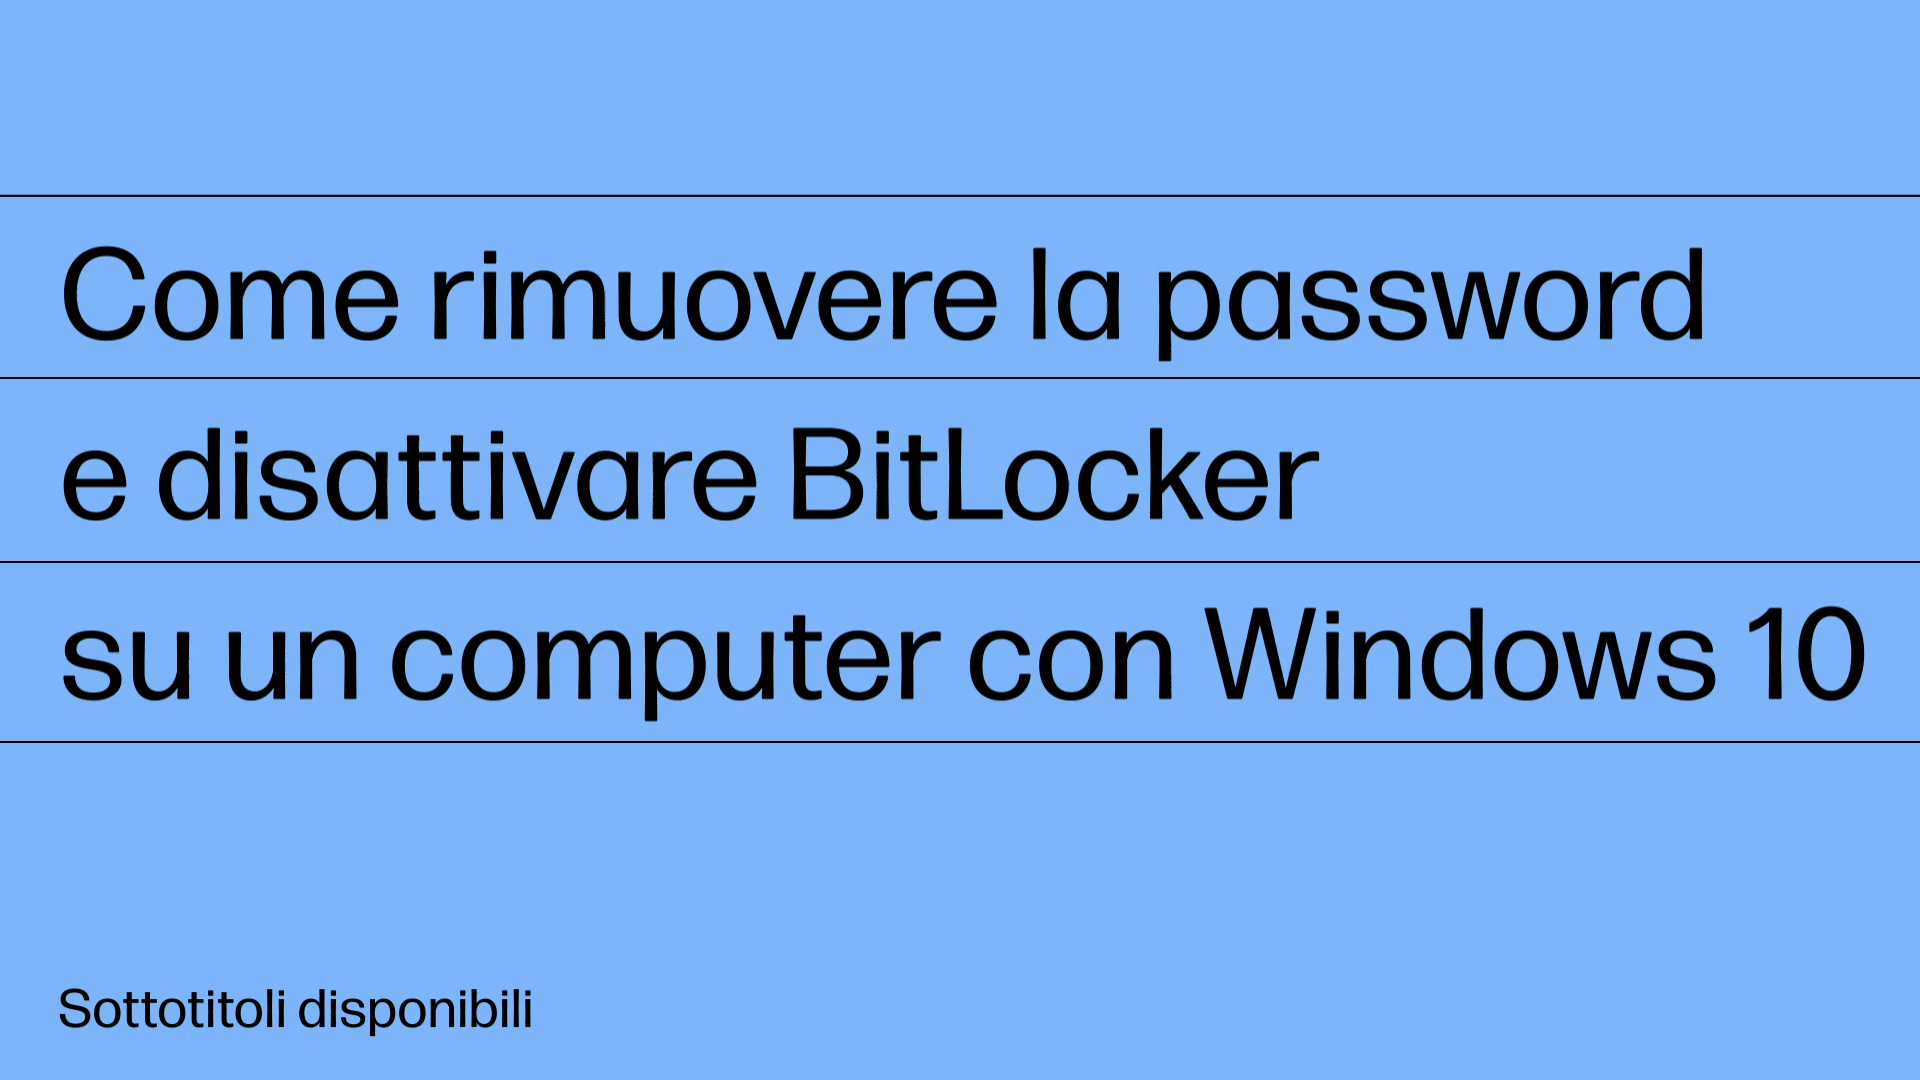 Come rimuovere la password
e disattivare BitLocker
su un computer con Windows 10
Sottotitoli disponibili